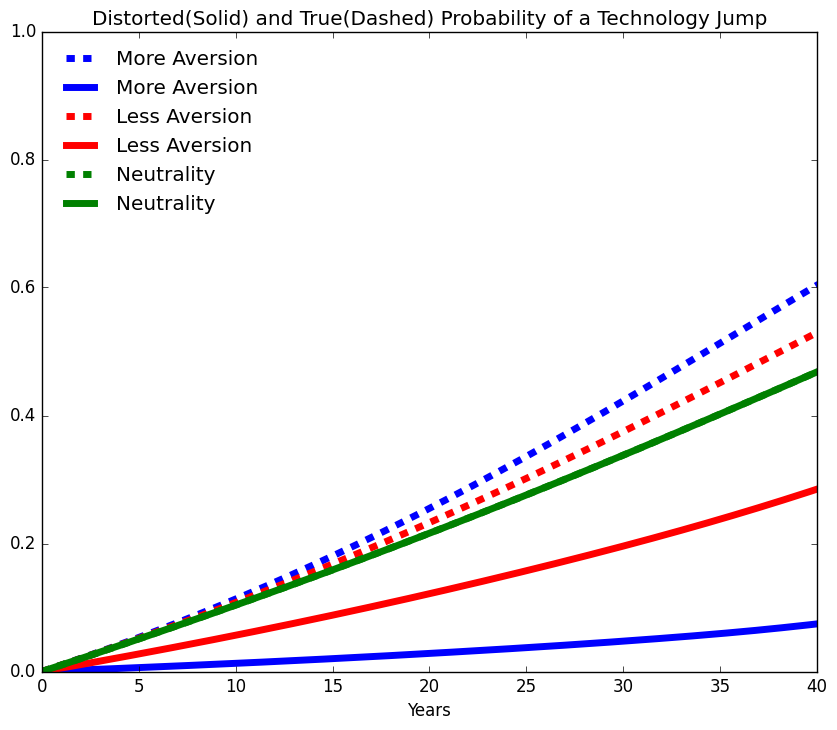 Distorted(Solid) and True(Dashed) Probability of a Technology Jump
1.0
More Aversion
More Aversion
Less Aversion
0.8
Less Aversion
Neutrality
Neutrality
0.6
0.4
0.2
0.0
0 5 10 15 20 25 30 35 40
Years